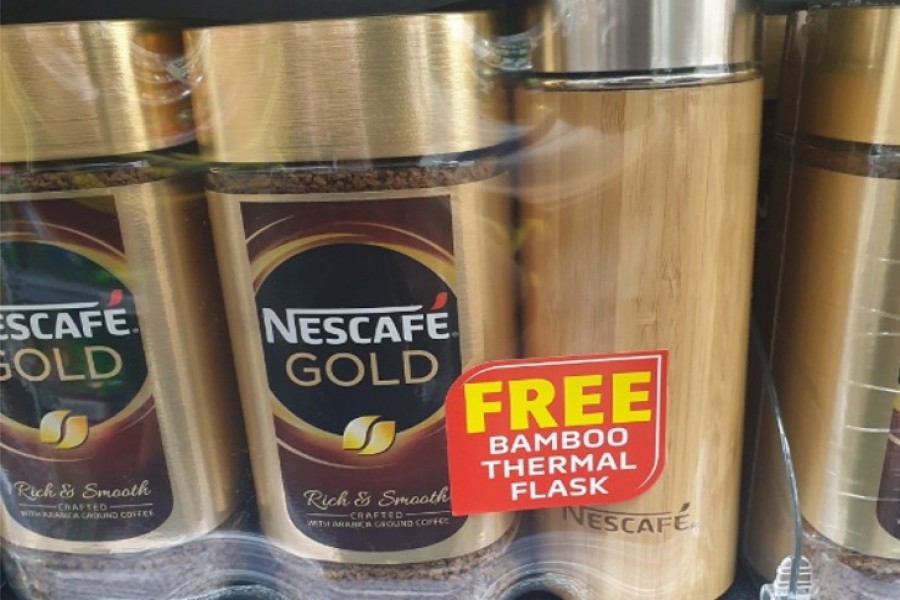 ESCAFÉ
GOLD
Rich & Smooth
CRAFTED
WITH ARABICA GROUND COFFEE
NESCAFÉ
GOLD
Rich & Smooth
CRAFTED
WITH ARABICA GROUND COFFEE
FREE
BAMBOO
THERMAL
FLASK
NESCAFÉ